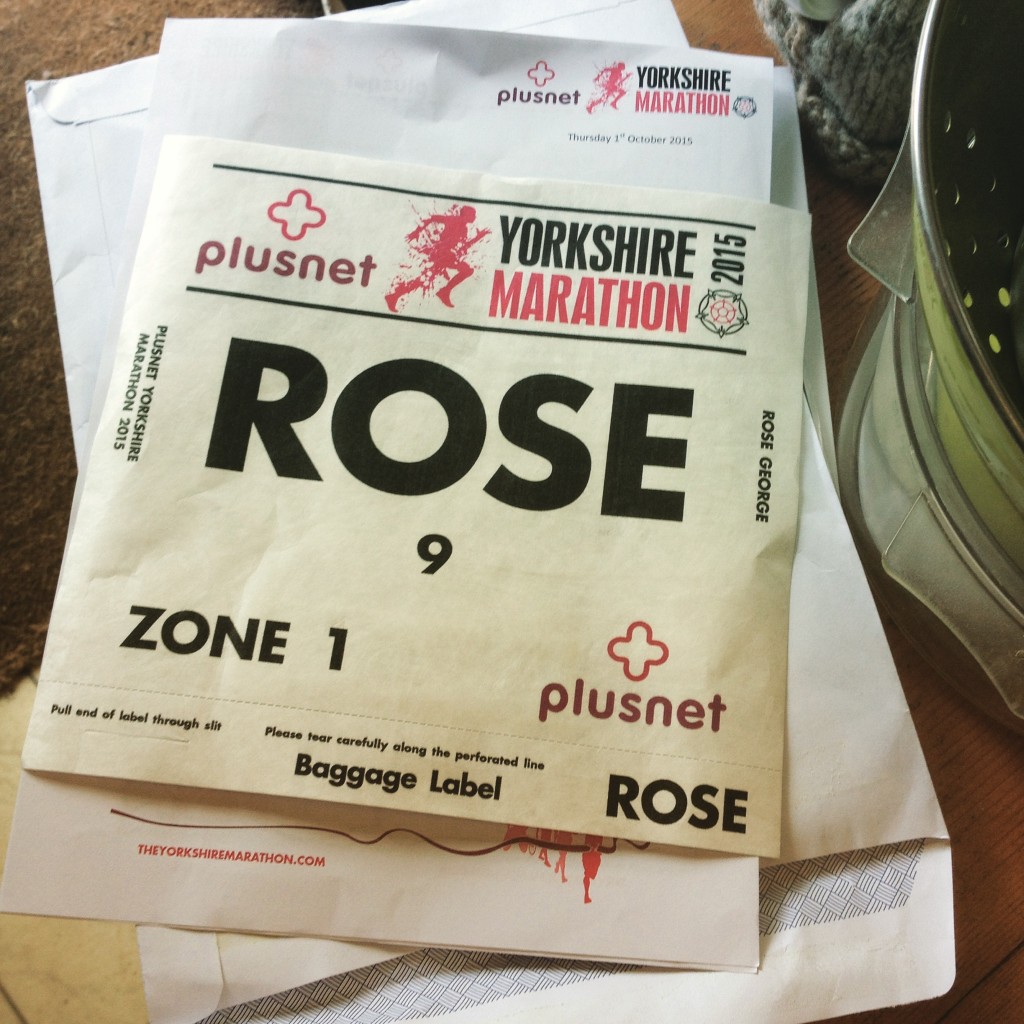 plusnet
YORKSHIRE
MARATHON
Thursday 1st October 2015
plusnet
YORKSHIRE
MARATHON
2015
PLUSNET YORKSHIRE
MARATHON 2015
ROSE
ROSE GEORGE
9
ZONE 1
plusnet
Pull end of label through slit
Please tear carefully along the perforated line
Baggage Label
ROSE
THEYORKSHIREMARATHON.COM